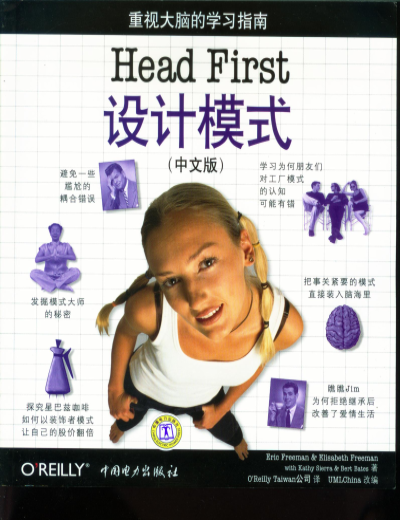 重视大脑的学习指南
Head First
设计模式
(中文版)
避免一些
尴尬的
耦合错误
学习为何朋友们
对工厂模式
的认知
可能有错
发掘模式大师
的秘密
把事关紧要的模式
直接装入脑海里
探究星巴兹咖啡
如何以装饰者模式
让自己的股价翻倍
瞧瞧Jim
为何拒绝继承后
改善了爱情生活
Eric Freeman & Elisabeth Freeman
with Kathy Sierra & Bert Bates 著
O'Reilly Taiwan公司 译 UMLChina 改编
O'REILLY®
中国电力出版社